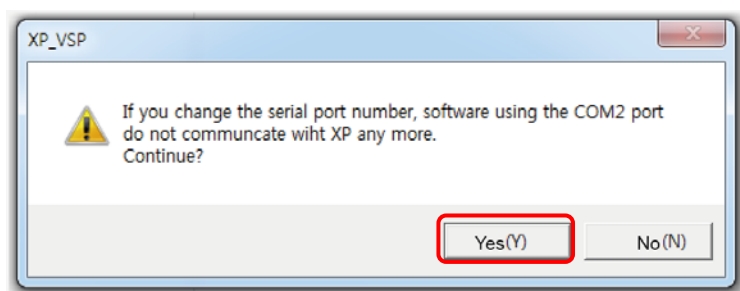 XP_VSP
If you change the serial port number, software using the COM2 port
do not communcate wiht XP any more.
Continue?
Yes(Y)
No(N)